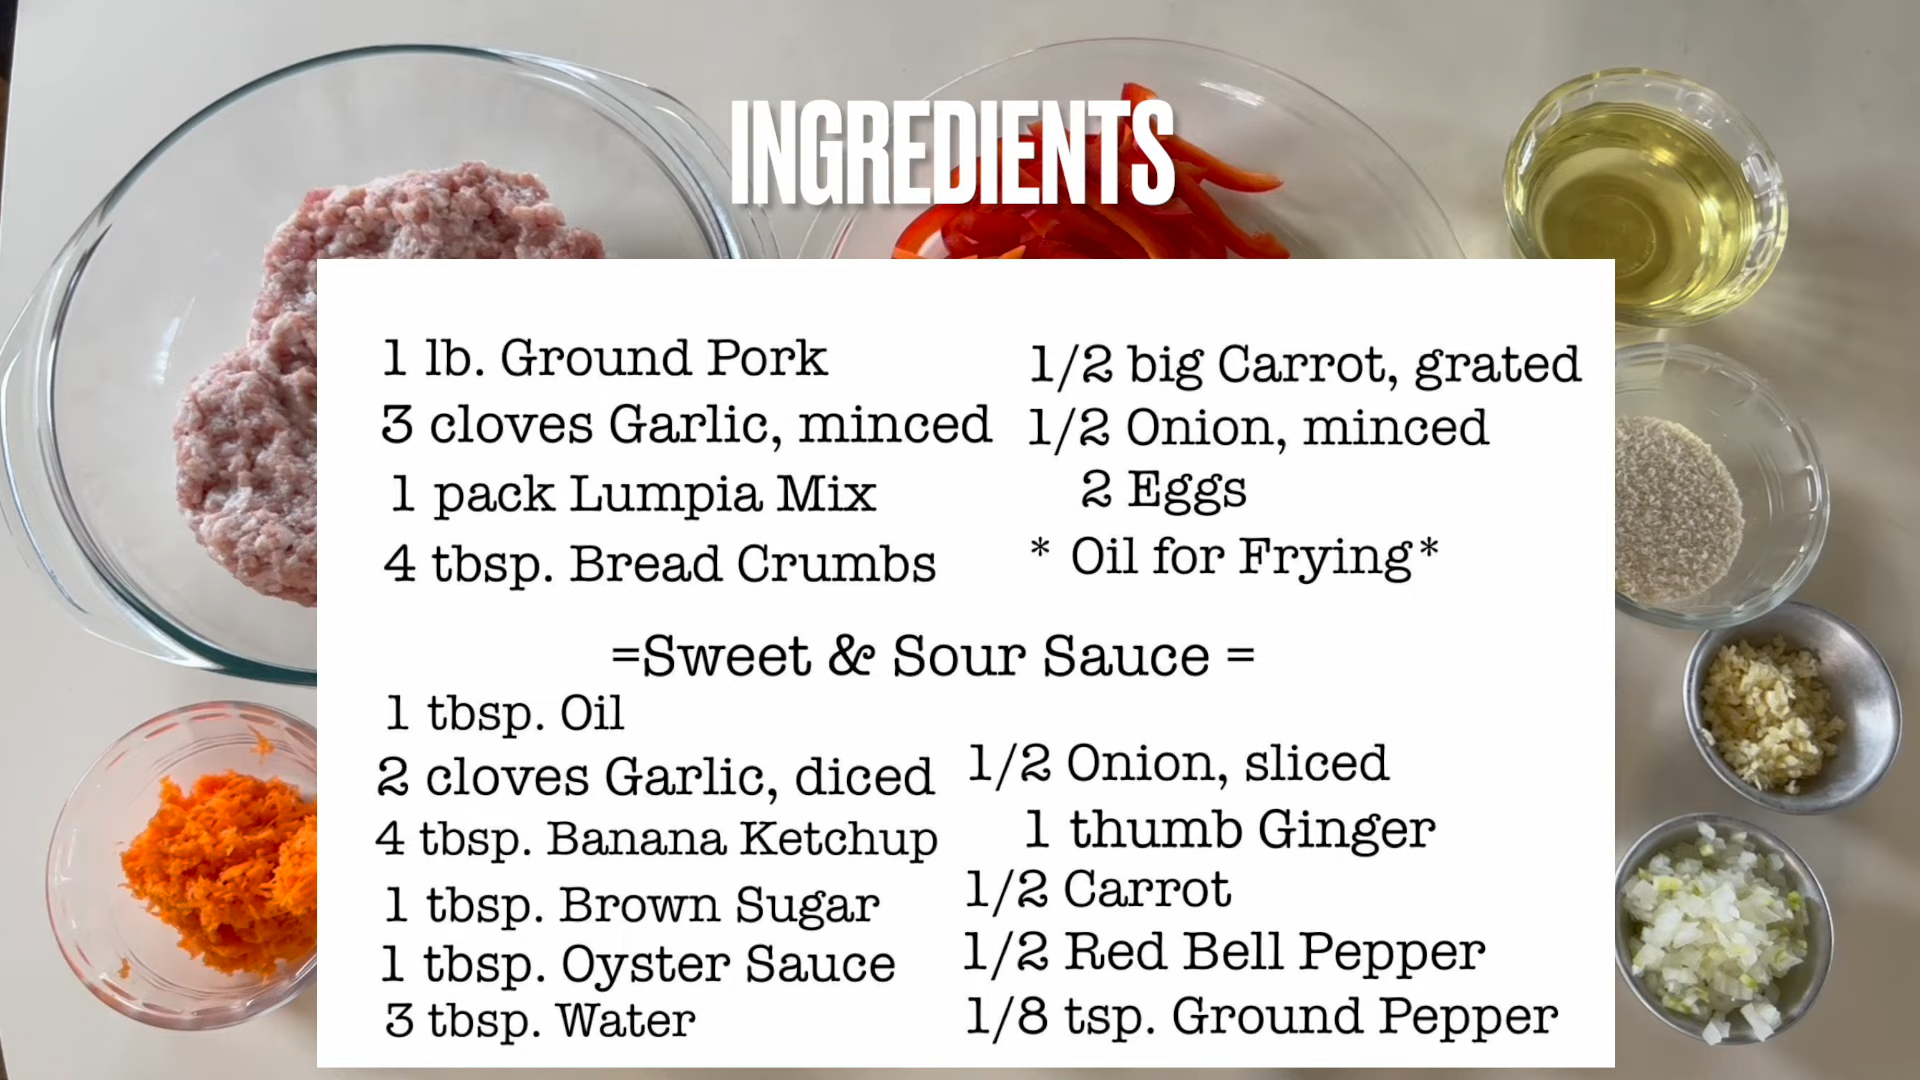 INGREDIENTS
1 lb. Ground Pork
3 cloves Garlic, minced
1 pack Lumpia Mix
4 tbsp. Bread Crumbs
1/2 big Carrot, grated
1/2 Onion, minced
2 Eggs
* Oil for Frying*
=Sweet & Sour Sauce =
1 tbsp. Oil
2 cloves Garlic, diced
4 tbsp. Banana Ketchup
1 tbsp. Brown Sugar
1 tbsp. Oyster Sauce
3 tbsp. Water
1/2 Onion, sliced
1 thumb Ginger
1/2 Carrot
1/2 Red Bell Pepper
1/8 tsp. Ground Pepper